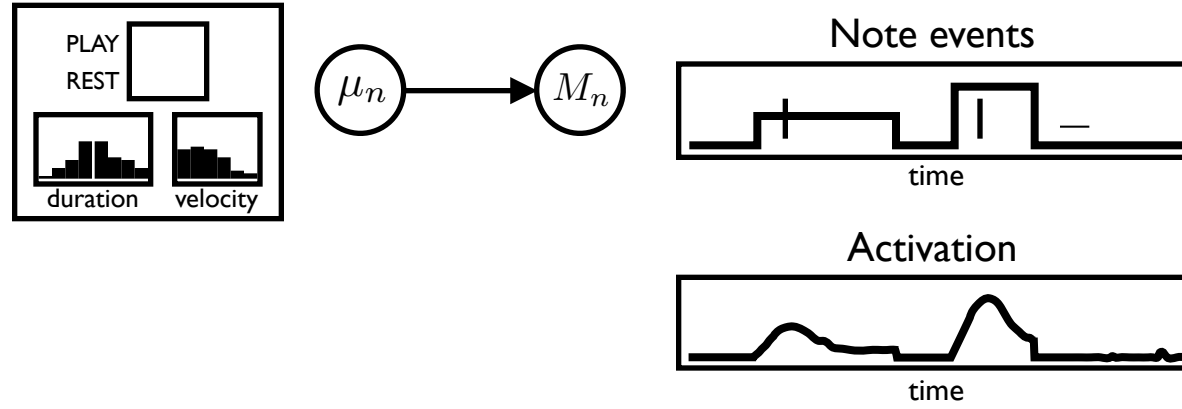 PLAY
REST
duration
velocity
μn
Mn
Note events
time
Activation
time